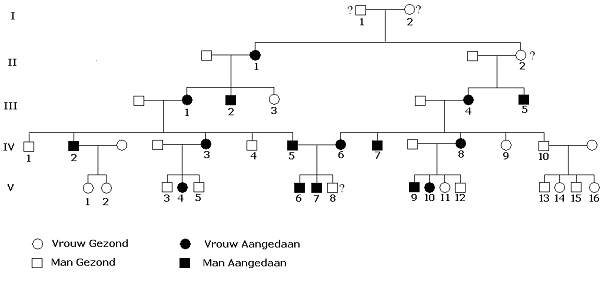 I
? 1 2 ?
II
1 2 ?
III
1 2 3 4 5
IV
1 2 3 4 5 6 7 8 9 10
V
1 2 3 4 5 6 7 8 ? 9 10 11 12 13 14 15 16
Vrouw Gezond Vrouw Aangedaan
Man Gezond Man Aangedaan